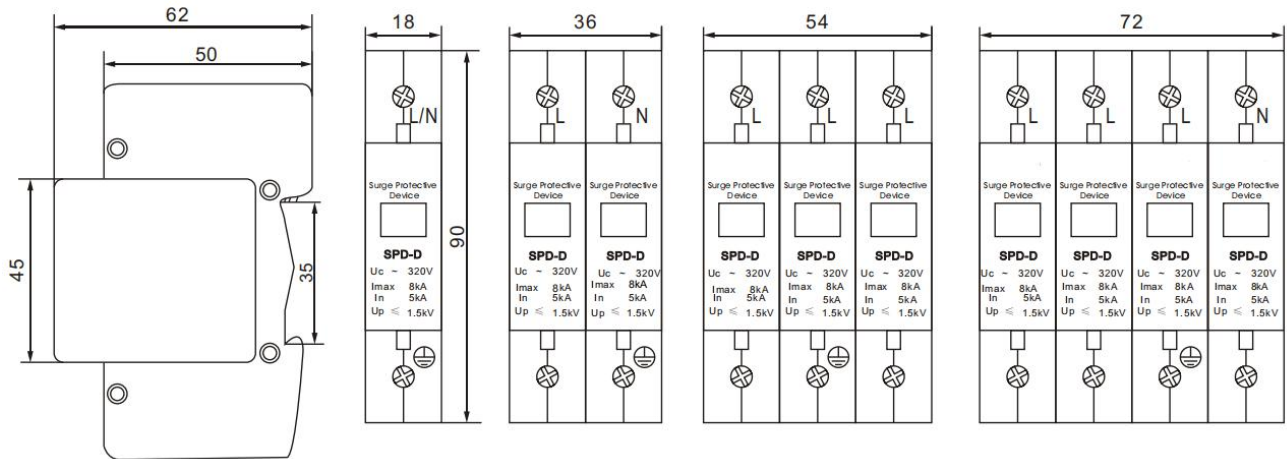 62
50
45
35
18
L/N
Surge Protective
Device
SPD-D
Uc ~ 320V
Imax 8kA
In 5kA
Up ≤ 1.5kV
90
36
L
Surge Protective
Device
SPD-D
Uc ~ 320V
Imax 8kA
In 5kA
Up ≤ 1.5kV
N
Surge Protective
Device
SPD-D
Uc ~ 320V
Imax 8kA
In 5kA
Up ≤ 1.5kV
54
L
Surge Protective
Device
SPD-D
Uc ~ 320V
Imax 8kA
In 5kA
Up ≤ 1.5kV
L
Surge Protective
Device
SPD-D
Uc ~ 320V
Imax 8kA
In 5kA
Up ≤ 1.5kV
L
Surge Protective
Device
SPD-D
Uc ~ 320V
Imax 8kA
In 5kA
Up ≤ 1.5kV
72
L
Surge Protective
Device
SPD-D
Uc ~ 320V
Imax 8kA
In 5kA
Up ≤ 1.5kV
L
Surge Protective
Device
SPD-D
Uc ~ 320V
Imax 8kA
In 5kA
Up ≤ 1.5kV
L
Surge Protective
Device
SPD-D
Uc ~ 320V
Imax 8kA
In 5kA
Up ≤ 1.5kV
N
Surge Protective
Device
SPD-D
Uc ~ 320V
Imax 8kA
In 5kA
Up ≤ 1.5kV